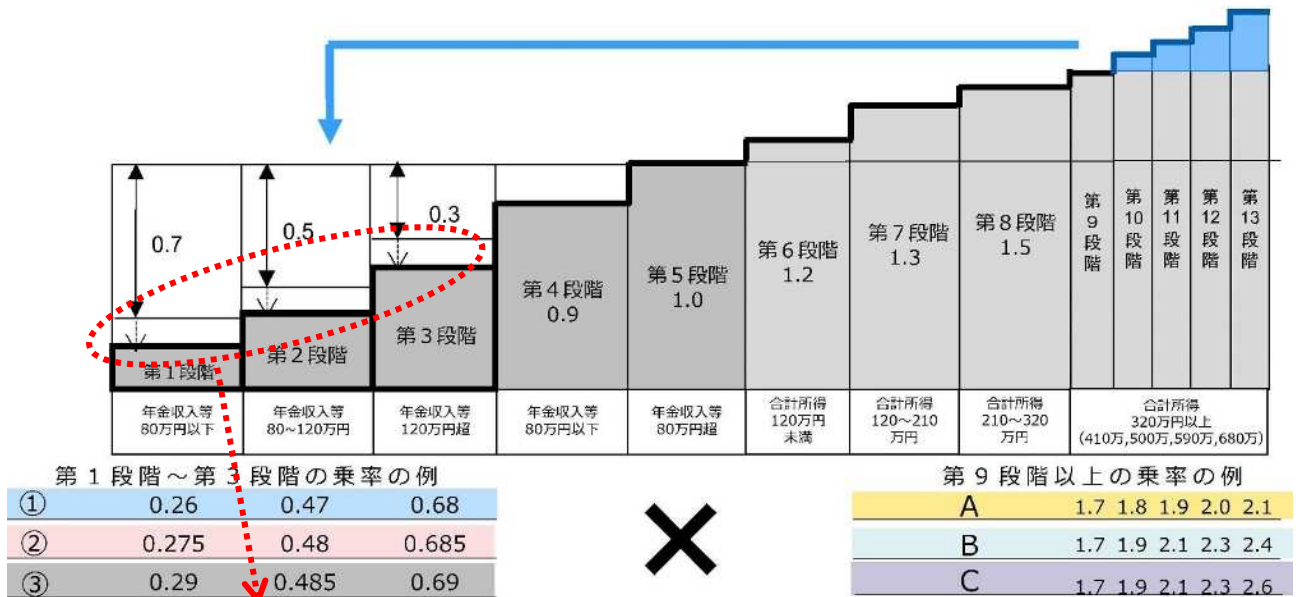 0.7
0.5
0.3
第1段階
第2段階
第3段階
第4段階
0.9
第5段階
1.0
第6段階
1.2
第7段階
1.3
第8段階
1.5
第9段階
第10段階
第11段階
第12段階
第13段階
年金収入等
80万円以下
年金収入等
80~120万円
年金収入等
120万円超
年金収入等
80万円以下
年金収入等
80万円超
合計所得
120万円
未満
合計所得
120~210
万円
合計所得
210~320
万円
合計所得
320万円以上
(410万,500万,590万,680万)
第1段階～第3段階の乗率の例
① 0.26 0.47 0.68
② 0.275 0.48 0.685
③ 0.29 0.485 0.69
第9段階以上の乗率の例
A 1.7 1.8 1.9 2.0 2.1
B 1.7 1.9 2.1 2.3 2.4
C 1.7 1.9 2.1 2.3 2.6